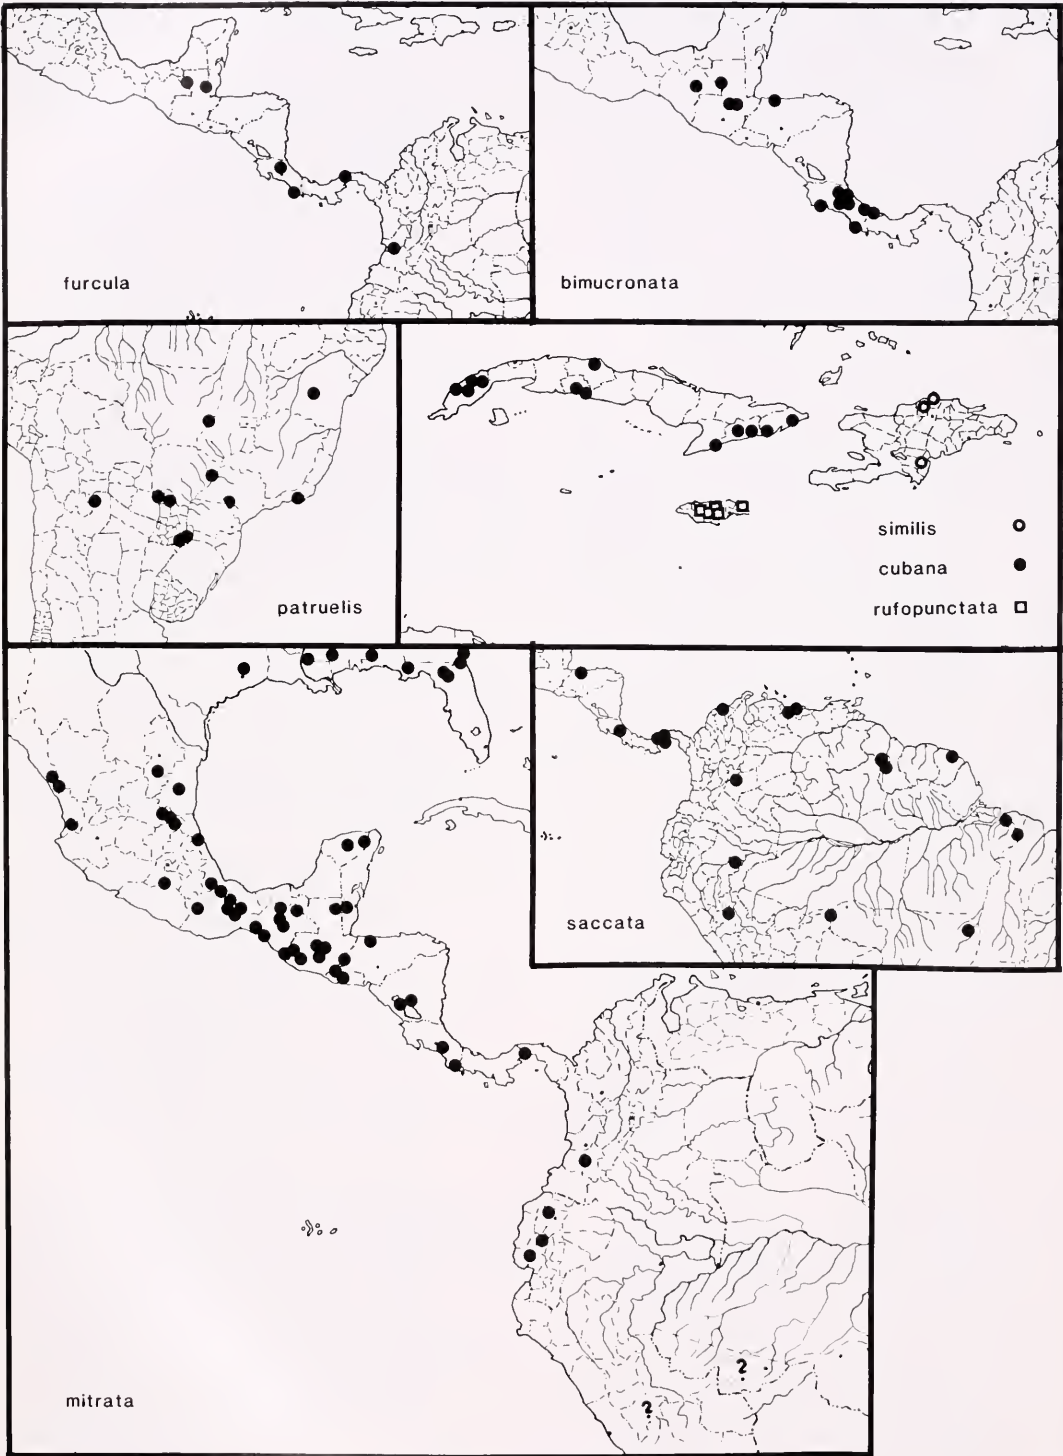 furcula
bimucronata
patruelis
similis
cubana
rufopunctata
saccata
mitrata
?
?